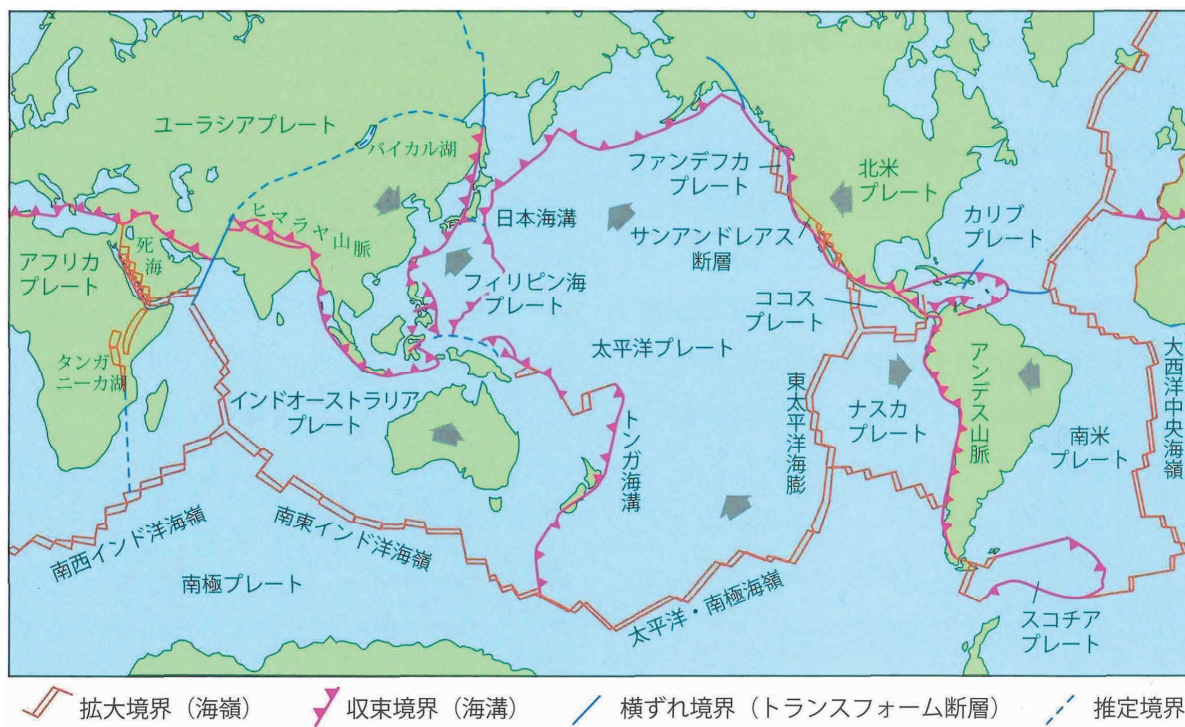 ユーラシアプレート
バイカル湖
ファンデフカ
プレート
北米
プレート
カリブ
プレート
ヒマラヤ山脈
日本海溝
サンアンドレアス
断層
死海
アフリカ
プレート
フィリピン海
プレート
ココス
プレート
太平洋プレート
タンガ
ニーカ湖
インドオーストラリア
プレート
トンガ海溝
東太平洋海膨
ナスカ
プレート
アンデス山脈
南米
プレート
大西洋中央海嶺
南西インド洋海嶺
南東インド洋海嶺
南極プレート
太平洋・南極海嶺
スコチア
プレート
拡大境界（海嶺）
収束境界（海溝）
横ずれ境界（トランスフォーム断層）
推定境界